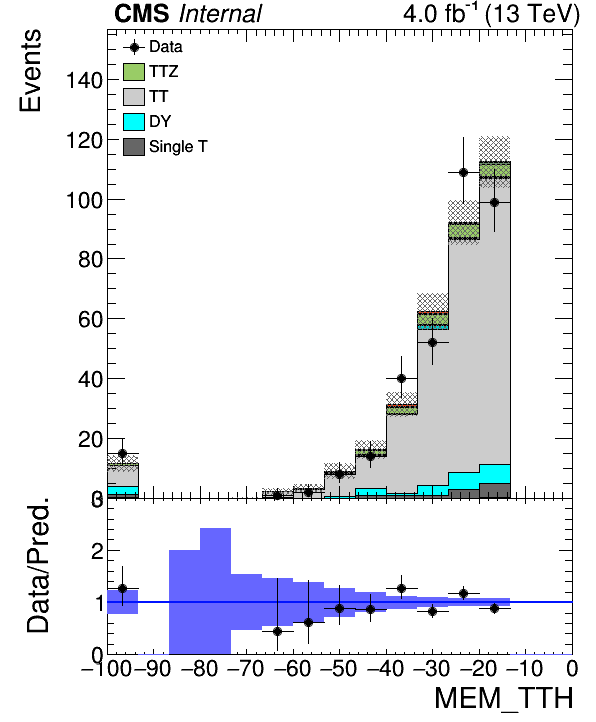 CMS Internal 4.0 fb⁻¹ (13 TeV)
Events
Data
TTZ
TT
DY
Single T
140
120
100
80
60
40
20
0
Data/Pred.
3
2
1
0
−100 −90 −80 −70 −60 −50 −40 −30 −20 −10 0
MEM_TTH